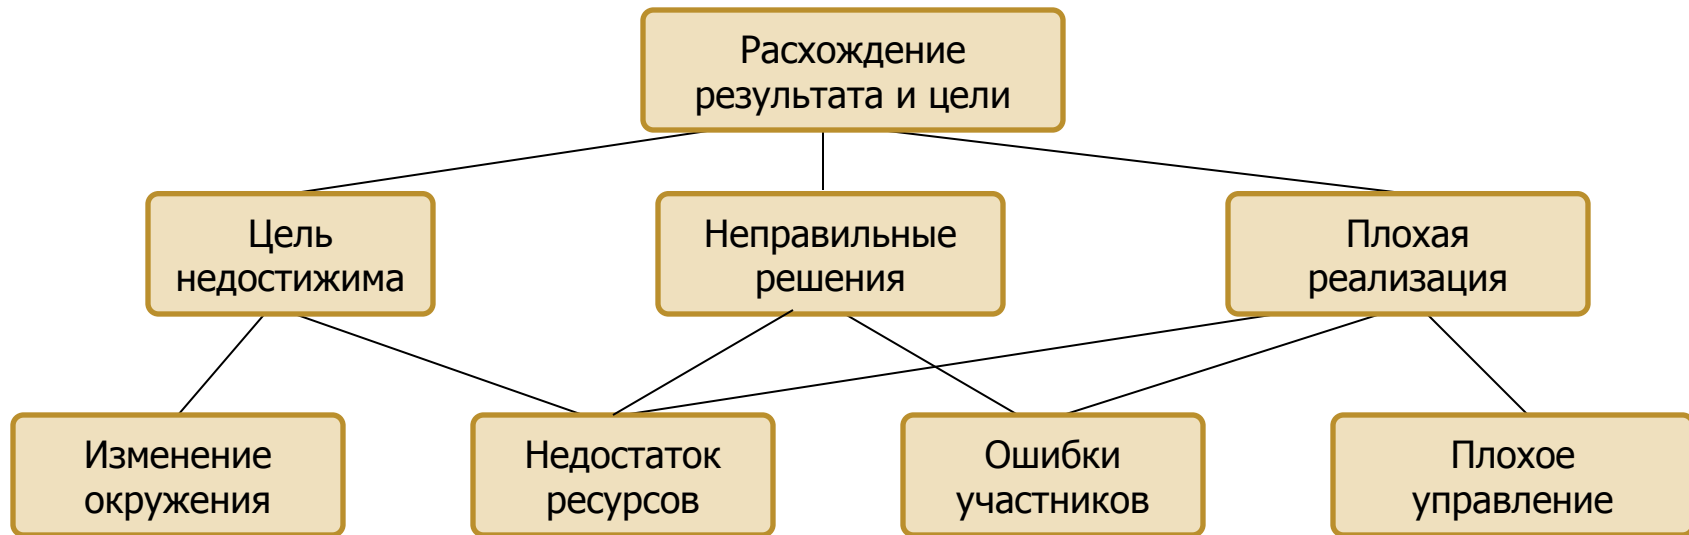 Расхождение
результата и цели
Цель
недостижима
Неправильные
решения
Плохая
реализация
Изменение
окружения
Недостаток
ресурсов
Ошибки
участников
Плохое
управление